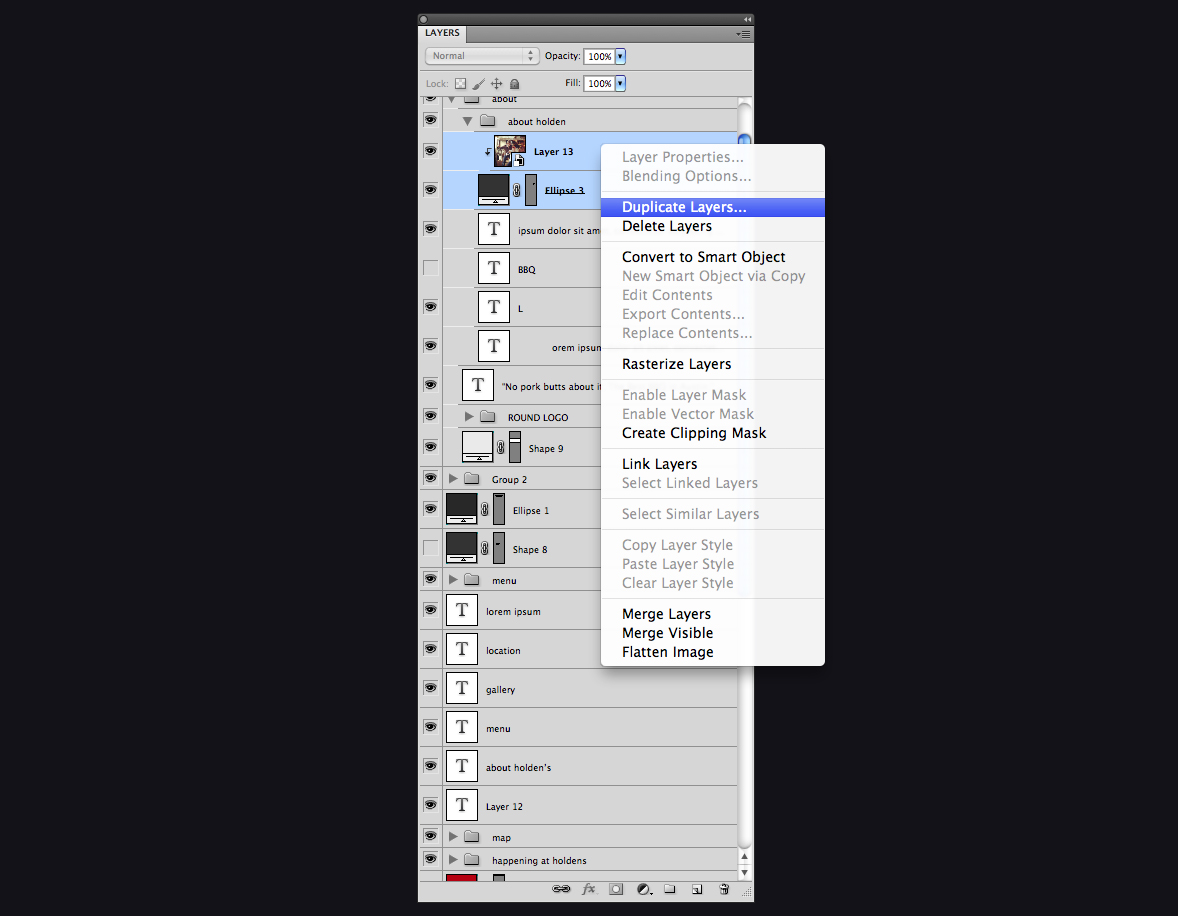 LAYERS
Normal
Opacity: 100%
Lock:
Fill: 100%
about
about holden
Layer 13
Ellipse 3
ipsum dolor sit am
BBQ
L
orem ipsun
"No pork butts about it
ROUND LOGO
Shape 9
Group 2
Ellipse 1
Shape 8
menu
lorem ipsum
location
gallery
menu
about holden's
Layer 12
map
happening at holdens
fx
Layer Properties...
Blending Options...
Duplicate Layers...
Delete Layers
Convert to Smart Object
New Smart Object via Copy
Edit Contents
Export Contents...
Replace Contents...
Rasterize Layers
Enable Layer Mask
Enable Vector Mask
Create Clipping Mask
Link Layers
Select Linked Layers
Select Similar Layers
Copy Layer Style
Paste Layer Style
Clear Layer Style
Merge Layers
Merge Visible
Flatten Image